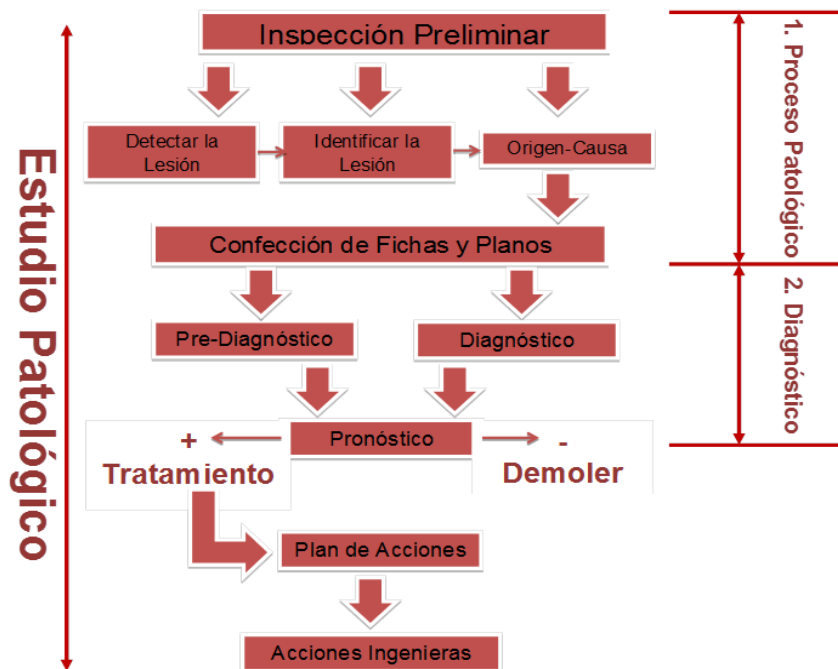 Inspección Preliminar
Detectar la
Lesión
Identificar la
Lesión
Origen-Causa
Confección de Fichas y Planos
Pre-Diagnóstico
Diagnóstico
Pronóstico
+
Tratamiento
-
Demoler
Plan de Acciones
Acciones Ingenieras
Estudio Patológico
1. Proceso Patológico
2. Diagnóstico